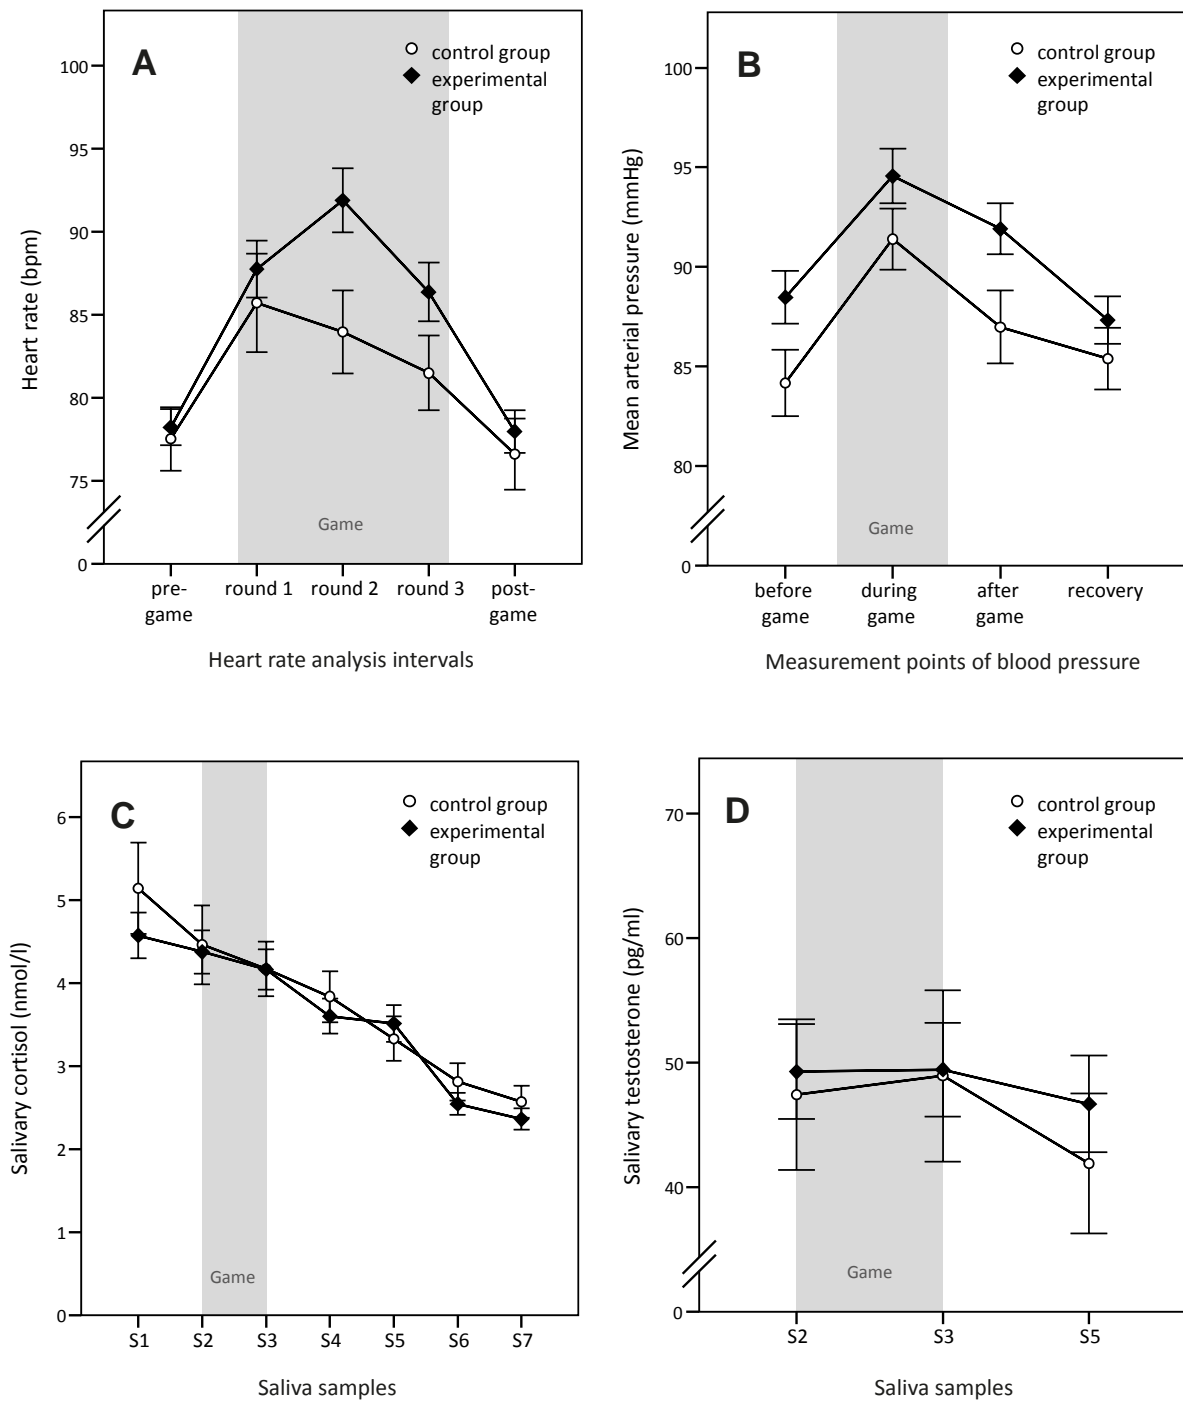 A
control group
experimental
group
100
95
90
85
80
75
0
Heart rate (bpm)
Game
pre-
game
round 1
round 2
round 3
post-
game
Heart rate analysis intervals
B
control group
experimental
group
100
95
90
85
80
0
Mean arterial pressure (mmHg)
Game
before
game
during
game
after
game
recovery
Measurement points of blood pressure
C
control group
experimental
group
6
5
4
3
2
1
0
Salivary cortisol (nmol/l)
Game
S1
S2
S3
S4
S5
S6
S7
Saliva samples
D
control group
experimental
group
70
60
50
40
0
Salivary testosterone (pg/ml)
Game
S2
S3
S5
Saliva samples